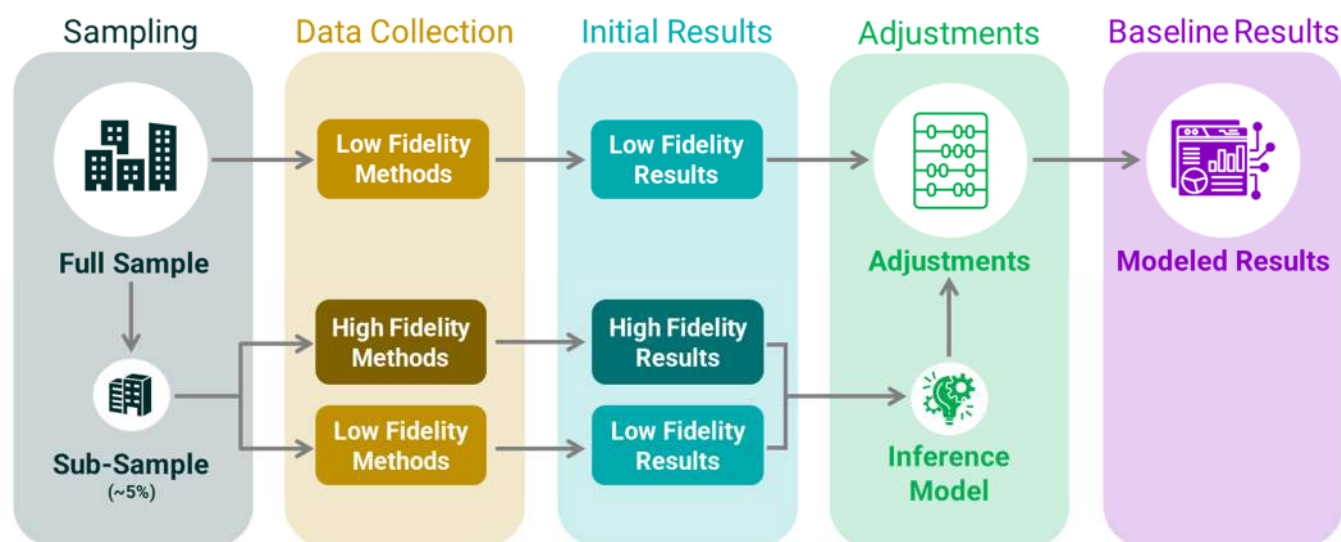 Sampling
Data Collection
Initial Results
Adjustments
Baseline Results
Low Fidelity
Methods
Low Fidelity
Results
Full Sample
Adjustments
Modeled Results
High Fidelity
Methods
High Fidelity
Results
Low Fidelity
Methods
Low Fidelity
Results
Sub-Sample
(~5%)
Inference
Model